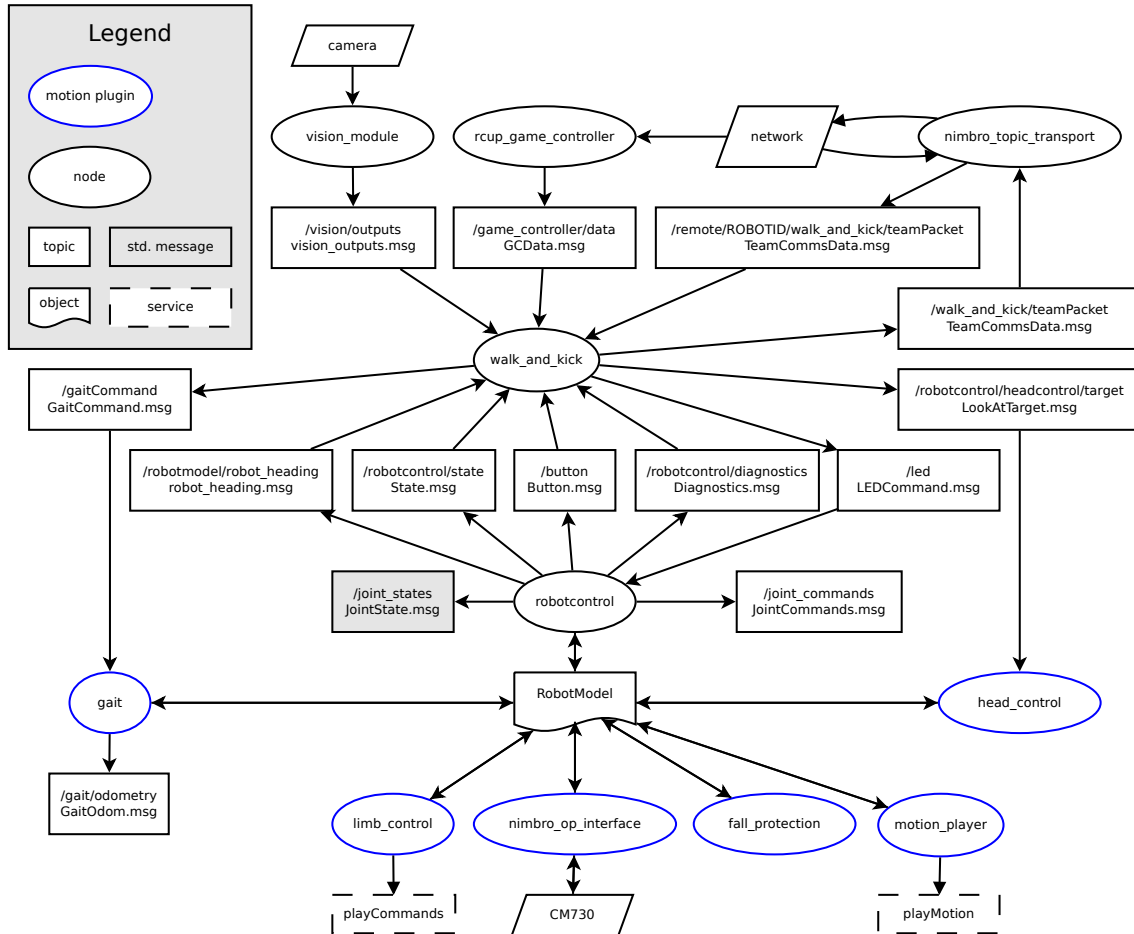 Legend
motion plugin
node
topic
std. message
object
service
camera
vision_module
rcup_game_controller
network
nimbro_topic_transport
/vision/outputs
vision_outputs.msg
/game_controller/data
GCData.msg
/remote/ROBOTID/walk_and_kick/teamPacket
TeamCommsData.msg
/walk_and_kick/teamPacket
TeamCommsData.msg
walk_and_kick
/gaitCommand
GaitCommand.msg
/robotcontrol/headcontrol/target
LookAtTarget.msg
/robotmodel/robot_heading
robot_heading.msg
/robotcontrol/state
State.msg
/button
Button.msg
/robotcontrol/diagnostics
Diagnostics.msg
/led
LEDCommand.msg
/joint_states
JointState.msg
robotcontrol
/joint_commands
JointCommands.msg
gait
RobotModel
head_control
/gait/odometry
GaitOdom.msg
limb_control
nimbro_op_interface
fall_protection
motion_player
playCommands
CM730
playMotion